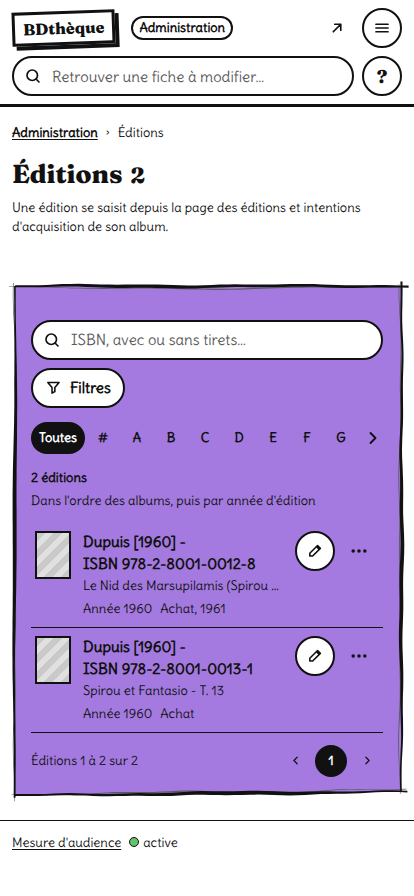 BDthèque
Administration
Retrouver une fiche à modifier...
?
Administration › Éditions
Éditions 2
Une édition se saisit depuis la page des éditions et intentions
d'acquisition de son album.
ISBN, avec ou sans tirets...
Filtres
Toutes # A B C D E F G
2 éditions
Dans l'ordre des albums, puis par année d'édition
Dupuis [1960] -
ISBN 978-2-8001-0012-8
Le Nid des Marsupilamis (Spirou ...
Année 1960 Achat, 1961
Dupuis [1960] -
ISBN 978-2-8001-0013-1
Spirou et Fantasio - T. 13
Année 1960 Achat
Éditions 1 à 2 sur 2 ‹ 1 ›
Mesure d'audience active